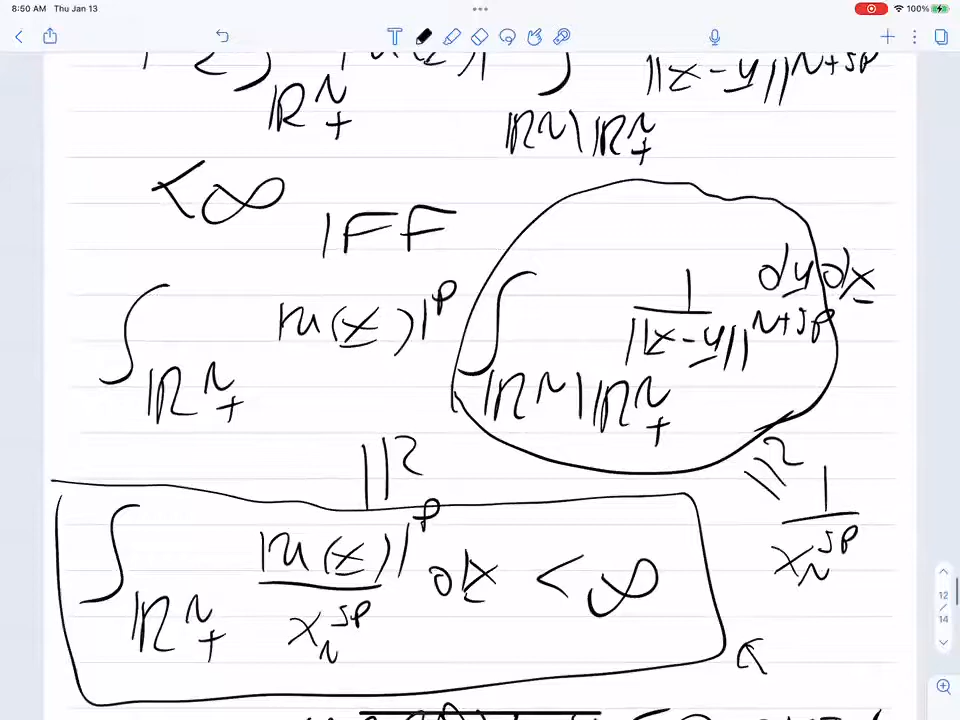 8:50 AM Thu Jan 13
100%
ℝ^N_+ ℝ^N \ ℝ^N_+ ‖x-y‖^{N+sp}
< ∞ IFF
∫_{ℝ^N_+} |u(x)|^p ∫_{ℝ^N \ ℝ^N_+} 1/‖x-y‖^{N+sp} dy dx
≀∥ ≀∥ 1/x_N^{sp}
∫_{ℝ^N_+} |u(x)|^p / x_N^{sp} dx < ∞
12
/
14